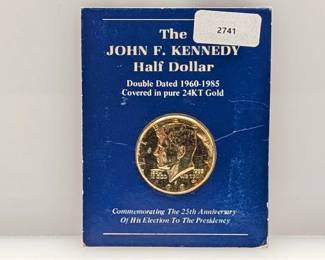 2741
The
JOHN F. KENNEDY
Half Dollar
Double Dated 1960-1985
Covered in pure 24KT Gold
Commemorating The 25th Anniversary
Of His Election To The Presidency